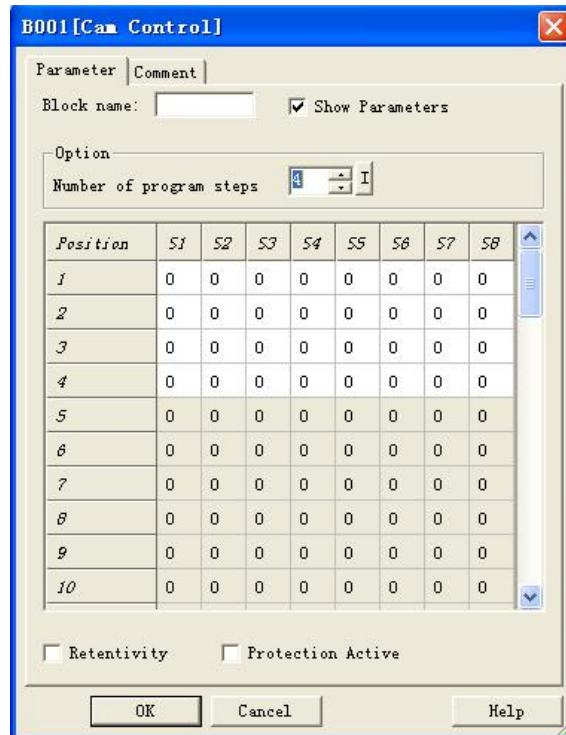 B001[Cam Control]
Parameter Comment
Block name: Show Parameters
Option
Number of program steps 4 I
Position S1 S2 S3 S4 S5 S6 S7 S8
1 0 0 0 0 0 0 0 0
2 0 0 0 0 0 0 0 0
3 0 0 0 0 0 0 0 0
4 0 0 0 0 0 0 0 0
5 0 0 0 0 0 0 0 0
6 0 0 0 0 0 0 0 0
7 0 0 0 0 0 0 0 0
8 0 0 0 0 0 0 0 0
9 0 0 0 0 0 0 0 0
10 0 0 0 0 0 0 0 0
Retentivity Protection Active
OK Cancel Help